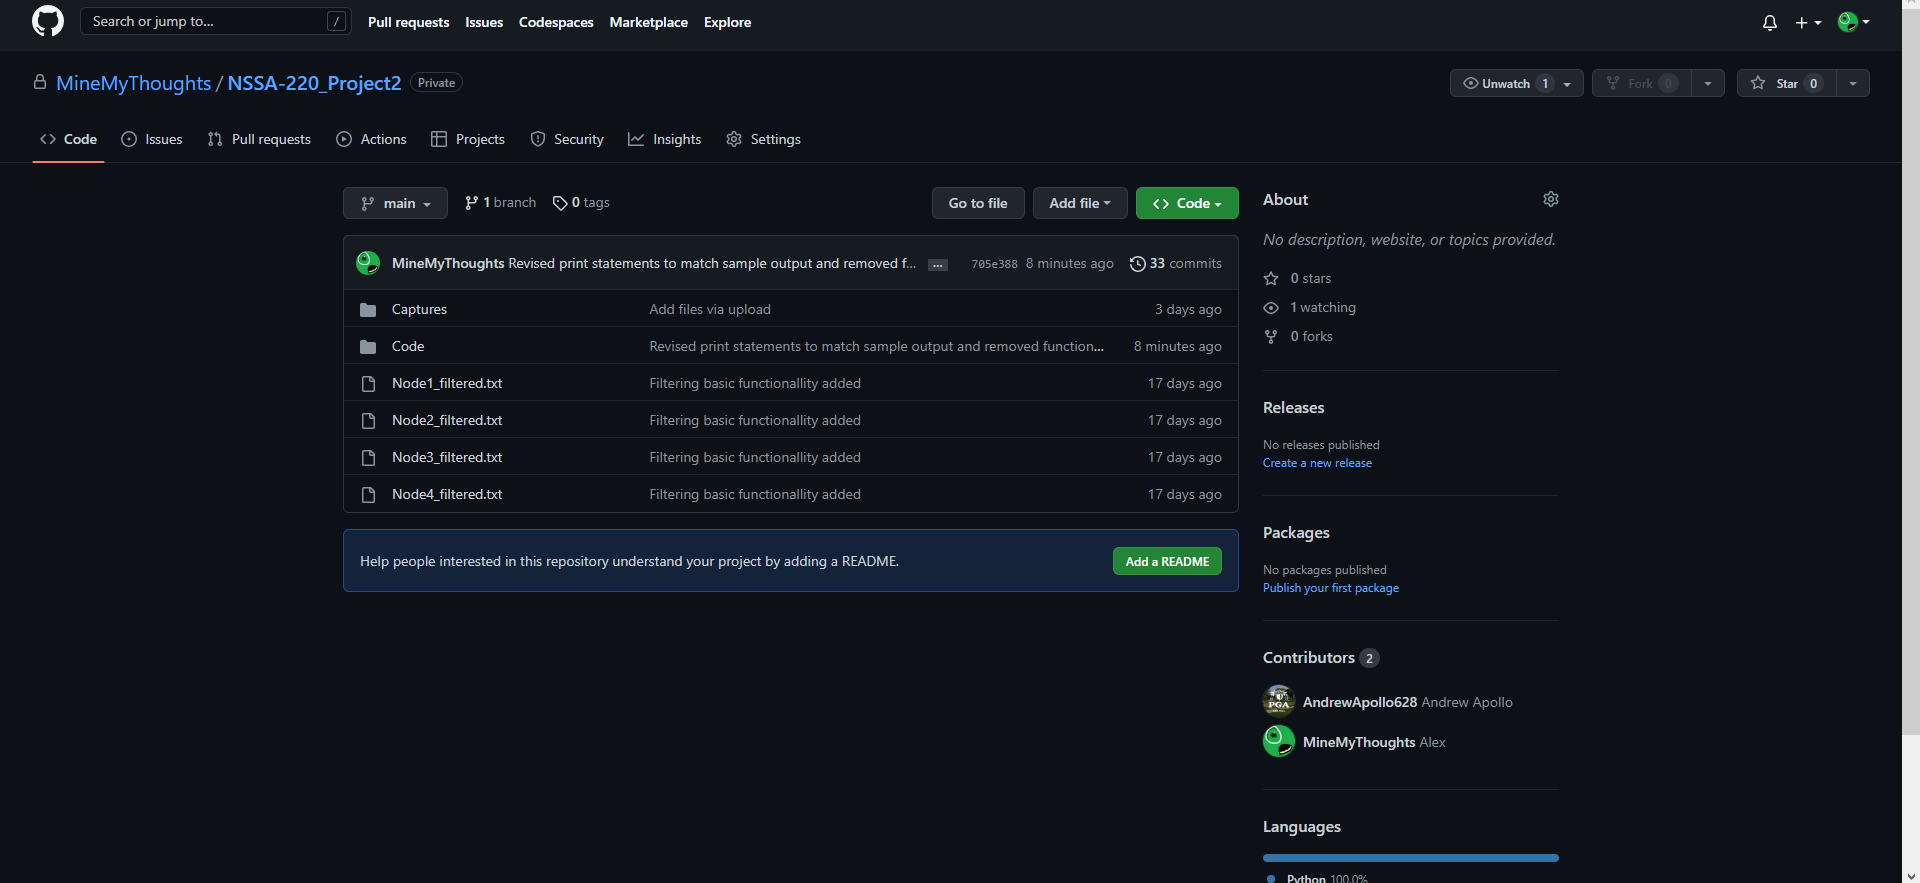 Search or jump to... /
Pull requests Issues Codespaces Marketplace Explore
MineMyThoughts / NSSA-220_Project2 Private
Unwatch 1 Fork 0 Star 0
Code Issues Pull requests Actions Projects Security Insights Settings
main 1 branch 0 tags Go to file Add file Code
MineMyThoughts Revised print statements to match sample output and removed f... ... 705e388 8 minutes ago 33 commits
Captures Add files via upload 3 days ago
Code Revised print statements to match sample output and removed function... 8 minutes ago
Node1_filtered.txt Filtering basic functionallity added 17 days ago
Node2_filtered.txt Filtering basic functionallity added 17 days ago
Node3_filtered.txt Filtering basic functionallity added 17 days ago
Node4_filtered.txt Filtering basic functionallity added 17 days ago
Help people interested in this repository understand your project by adding a README. Add a README
About
No description, website, or topics provided.
0 stars
1 watching
0 forks
Releases
No releases published
Create a new release
Packages
No packages published
Publish your first package
Contributors 2
PGA
AndrewApollo628 Andrew Apollo
MineMyThoughts Alex
Languages
Python 100.0%